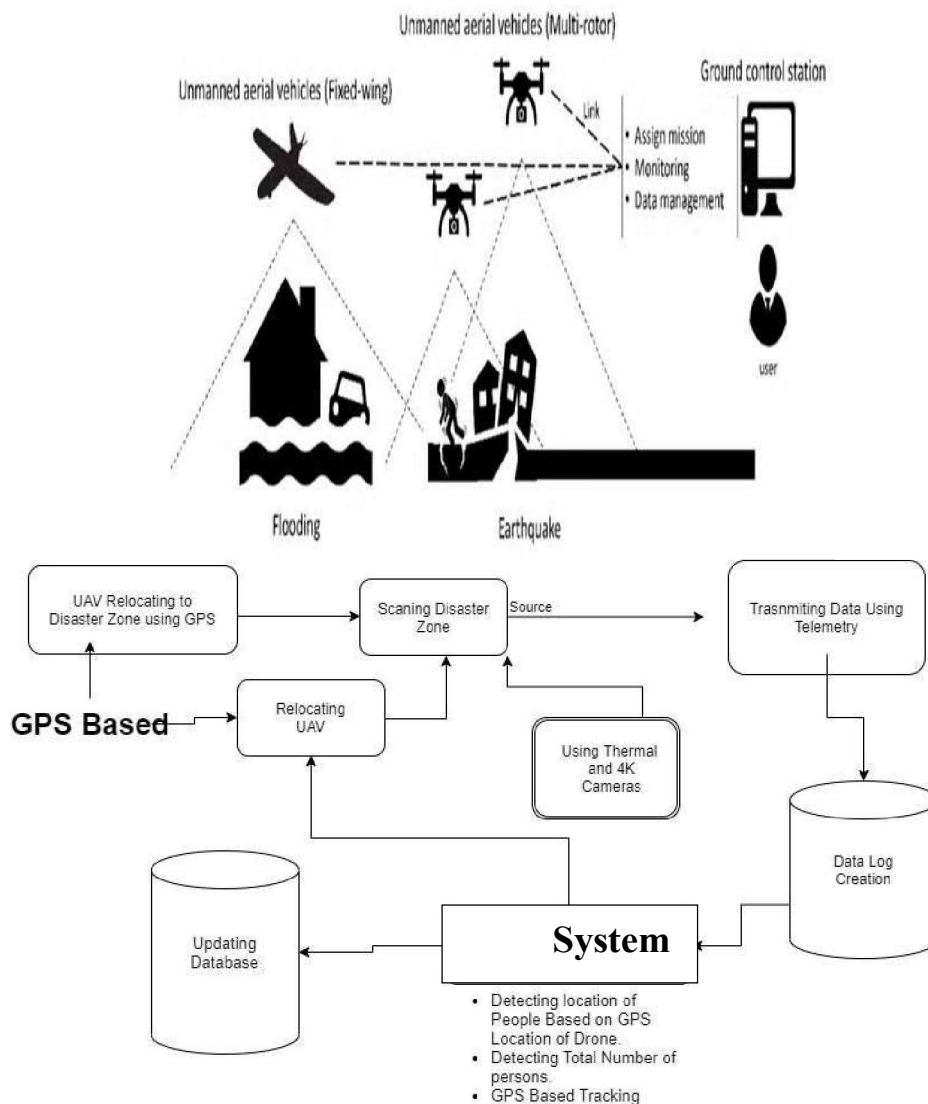 Unmanned aerial vehicles (Multi-rotor)
Unmanned aerial vehicles (Fixed-wing)
Ground control station
Link
• Assign mission
• Monitoring
• Data management
user
Flooding
Earthquake
UAV Relocating to
Disaster Zone using GPS
Scaning Disaster
Zone
Source
Trasnmiting Data Using
Telemetry
GPS Based
Relocating
UAV
Using Thermal
and 4K
Cameras
Data Log
Creation
Updating
Database
System
• Detecting location of
People Based on GPS
Location of Drone.
• Detecting Total Number of
persons.
• GPS Based Tracking